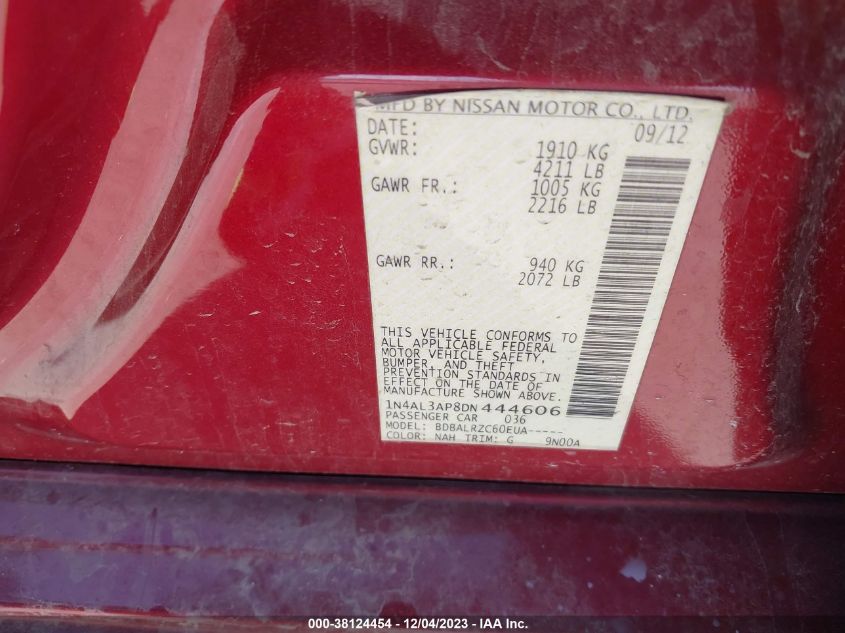 MFD BY NISSAN MOTOR CO., LTD.
DATE: 09/12
GVWR: 1910 KG
4211 LB
GAWR FR.: 1005 KG
2216 LB
GAWR RR.: 940 KG
2072 LB
THIS VEHICLE CONFORMS TO
ALL APPLICABLE FEDERAL
MOTOR VEHICLE SAFETY,
BUMPER, AND THEFT
PREVENTION STANDARDS IN
EFFECT ON THE DATE OF
MANUFACTURE SHOWN ABOVE.
1N4AL3AP8DN444606
PASSENGER CAR 036
MODEL: BDBALRZC60EUA-----
COLOR: NAH TRIM: G 9N00A
000-38124454 - 12/04/2023 - IAA Inc.